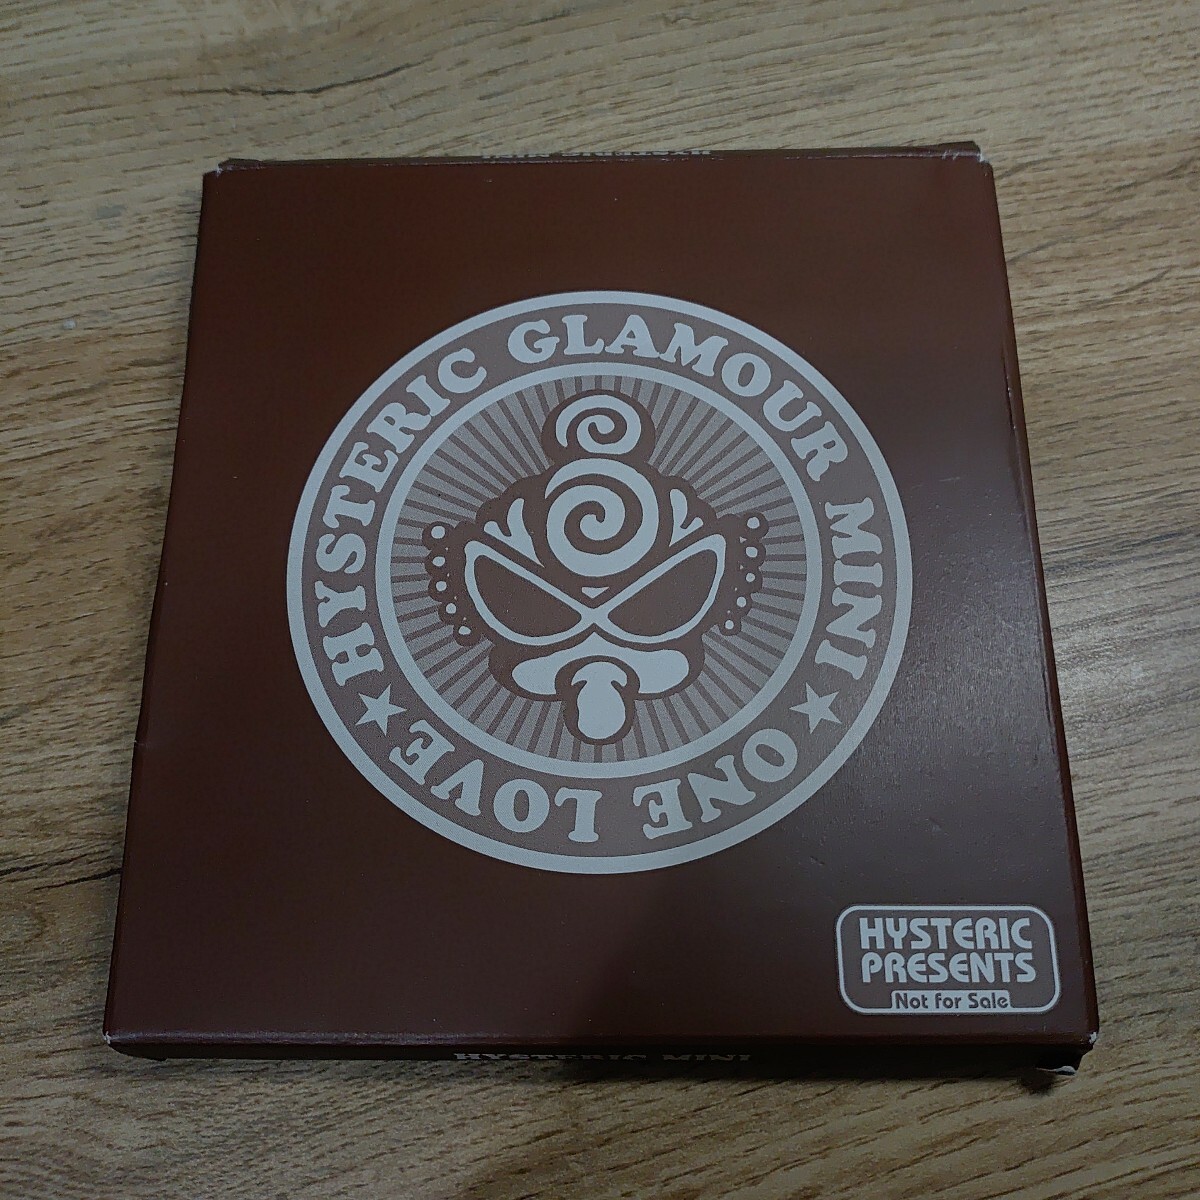 HYSTERIC GLAMOUR MINI
★ ONE LOVE ★
HYSTERIC
PRESENTS
Not for Sale
HYSTERIC MINI